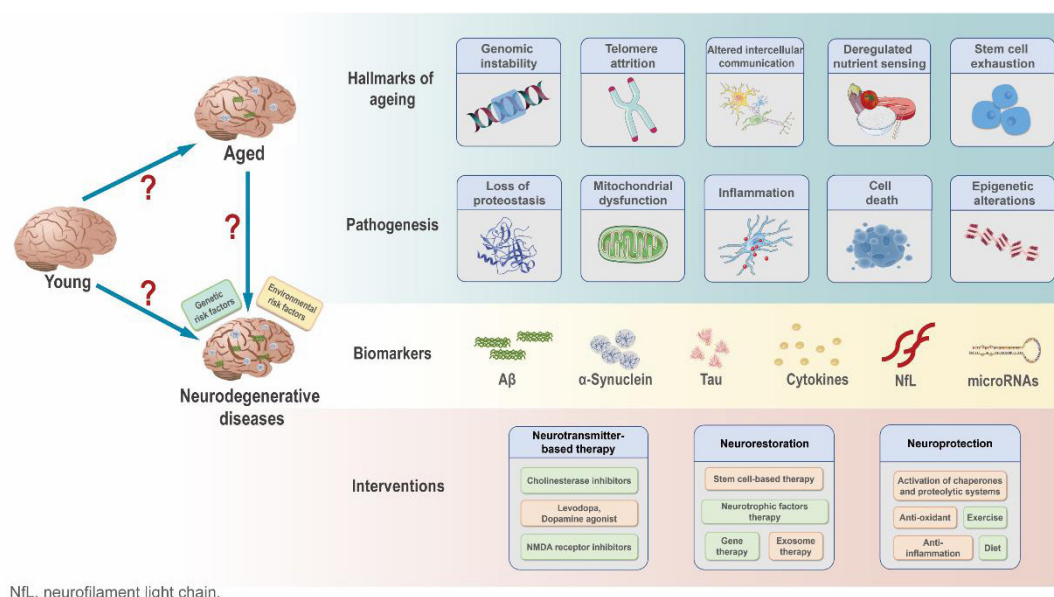 Genomic
instability
Telomere
attrition
Altered intercellular
communication
Deregulated
nutrient sensing
Stem cell
exhaustion
Hallmarks of
ageing
Aged
?
?
Loss of
proteostasis
Mitochondrial
dysfunction
Inflammation
Cell
death
Epigenetic
alterations
Pathogenesis
Young
?
Genetic
risk factors
Environmental
risk factors
Neurodegenerative
diseases
Biomarkers
Aβ
α-Synuclein
Tau
Cytokines
NfL
microRNAs
Interventions
Neurotransmitter-
based therapy
Cholinesterase inhibitors
Levodopa,
Dopamine agonist
NMDA receptor inhibitors
Neurorestoration
Stem cell-based therapy
Neurotrophic factors
therapy
Gene
therapy
Exosome
therapy
Neuroprotection
Activation of chaperones
and proteolytic systems
Anti-oxidant
Exercise
Anti-
inflammation
Diet
NfL, neurofilament light chain.